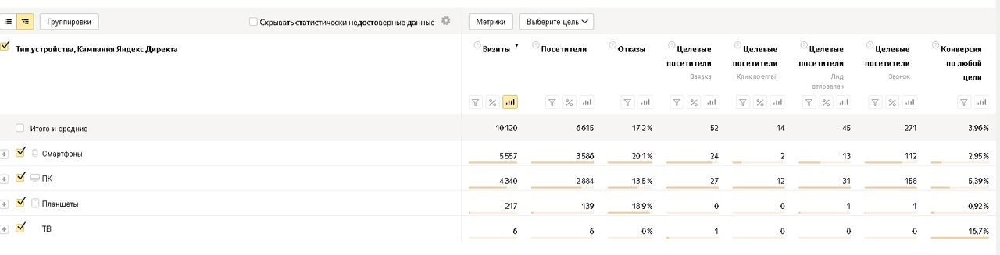 Группировки
Скрывать статистически недостоверные данные
Метрики
Выберите цель
Тип устройства, Кампания Яндекс.Директа
Визиты ▼ Посетители Отказы Целевые посетители Заявка Целевые посетители Клик по email Целевые посетители Лид отправлен Целевые посетители Звонок Конверсия по любой цели
Итого и средние 10 120 6 615 17,2% 52 14 45 271 3,96%
Смартфоны 5 557 3 586 20,1% 24 2 13 112 2,95%
ПК 4 340 2 884 13,5% 27 12 31 158 5,39%
Планшеты 217 139 18,9% 0 0 1 1 0,92%
ТВ 6 6 0% 1 0 0 0 16,7%